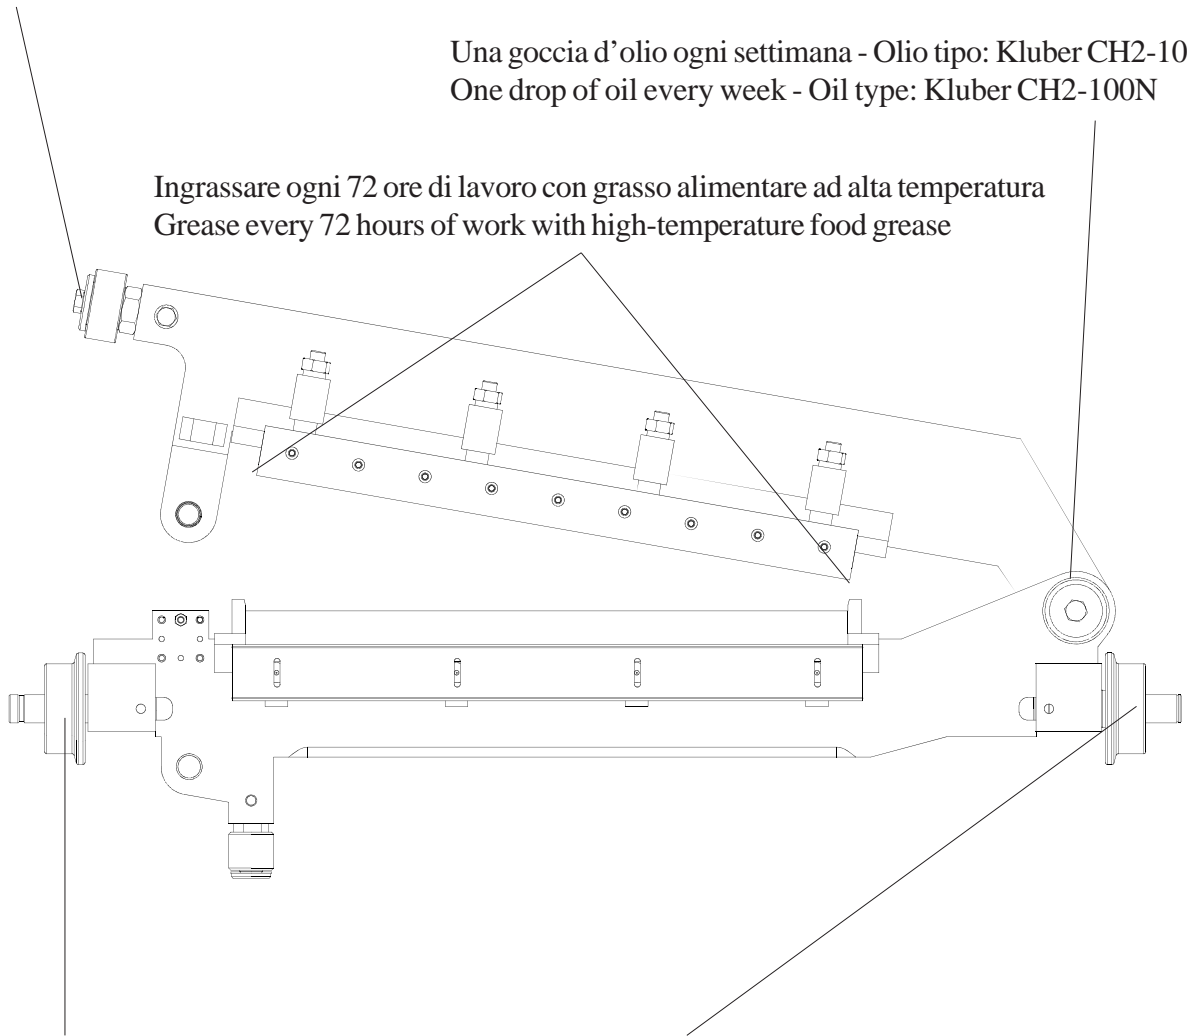 Una goccia d’olio ogni settimana - Olio tipo: Kluber CH2-10
One drop of oil every week - Oil type: Kluber CH2-100N
Ingrassare ogni 72 ore di lavoro con grasso alimentare ad alta temperatura
Grease every 72 hours of work with high-temperature food grease